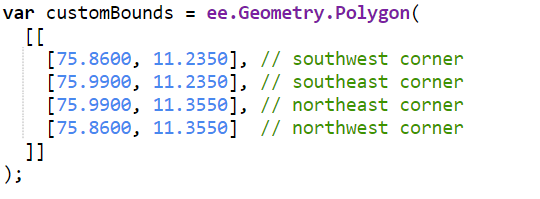 var customBounds = ee.Geometry.Polygon(
  [[
    [75.8600, 11.2350], // southwest corner
    [75.9900, 11.2350], // southeast corner
    [75.9900, 11.3550], // northeast corner
    [75.8600, 11.3550]  // northwest corner
  ]]
);